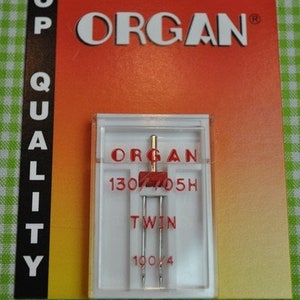 ORGAN®
OP QUALITY
ORGAN
130/705H
TWIN
100/4